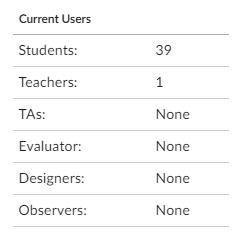 Current Users
Students: 39
Teachers: 1
TAs: None
Evaluator: None
Designers: None
Observers: None